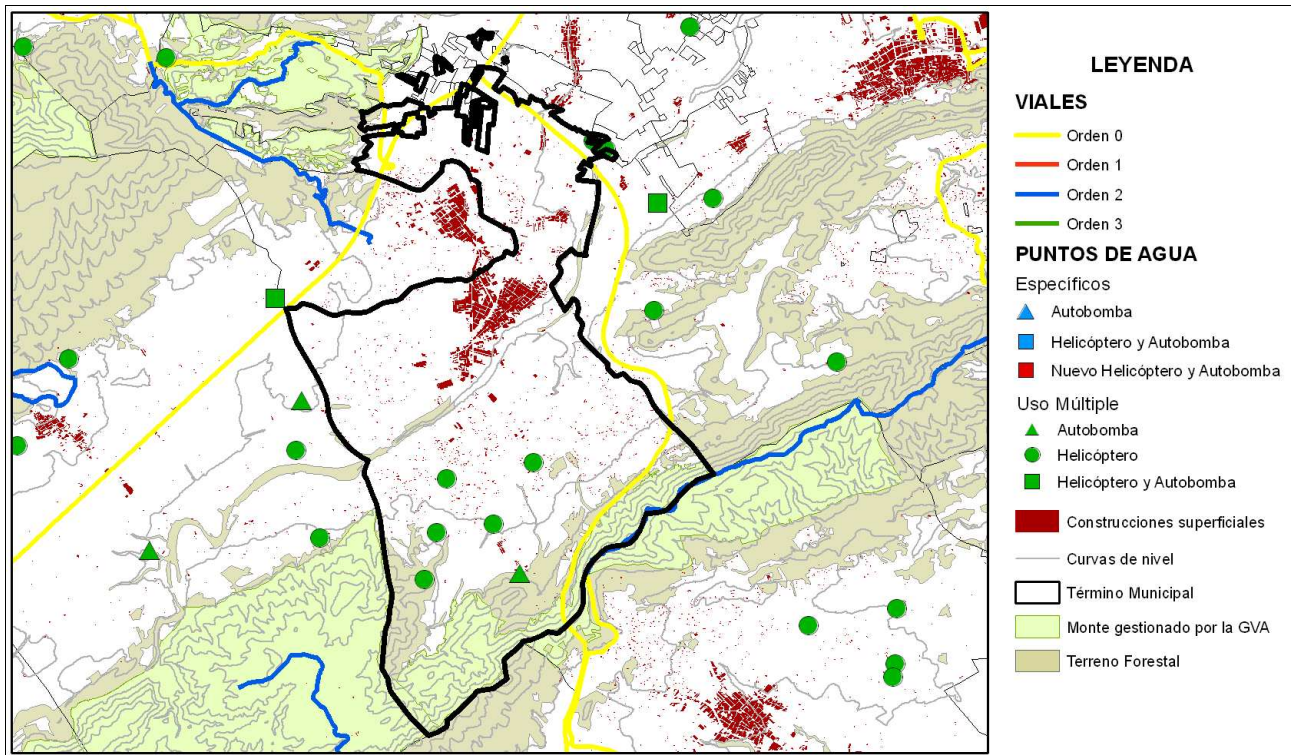 LEYENDA
VIALES
Orden 0
Orden 1
Orden 2
Orden 3
PUNTOS DE AGUA
Específicos
Autobomba
Helicóptero y Autobomba
Nuevo Helicóptero y Autobomba
Uso Múltiple
Autobomba
Helicóptero
Helicóptero y Autobomba
Construcciones superficiales
Curvas de nivel
Término Municipal
Monte gestionado por la GVA
Terreno Forestal